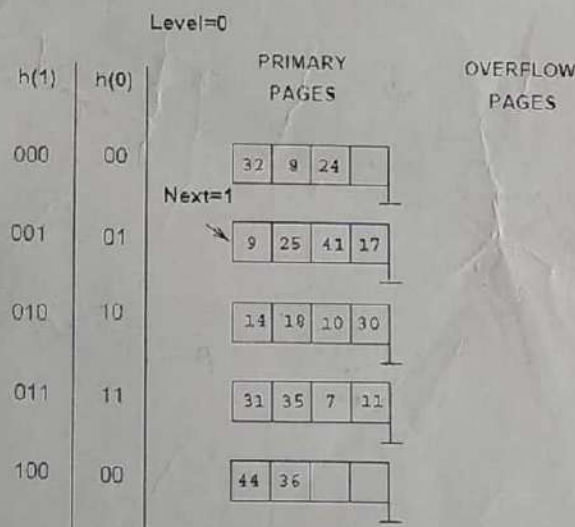 Level=0
h(1) h(0) PRIMARY PAGES OVERFLOW PAGES
000 00 32 8 24
Next=1
001 01 9 25 41 17
010 10 14 18 10 30
011 11 31 35 7 11
100 00 44 36